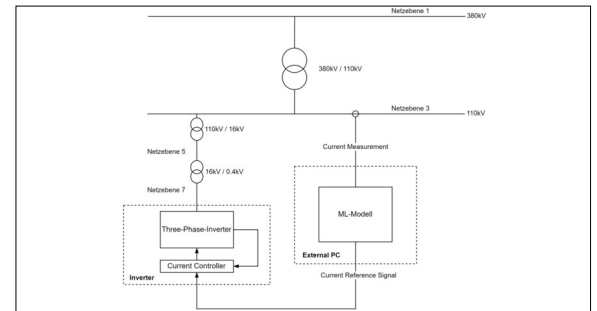 Netzebene 1
380kV
380kV / 110kV
Netzebene 3
110kV
110kV / 16kV
Current Measurement
Netzebene 5
16kV / 0.4kV
Netzebene 7
Three-Phase-Inverter
ML-Modell
External PC
Current Controller
Inverter
Current Reference Signal